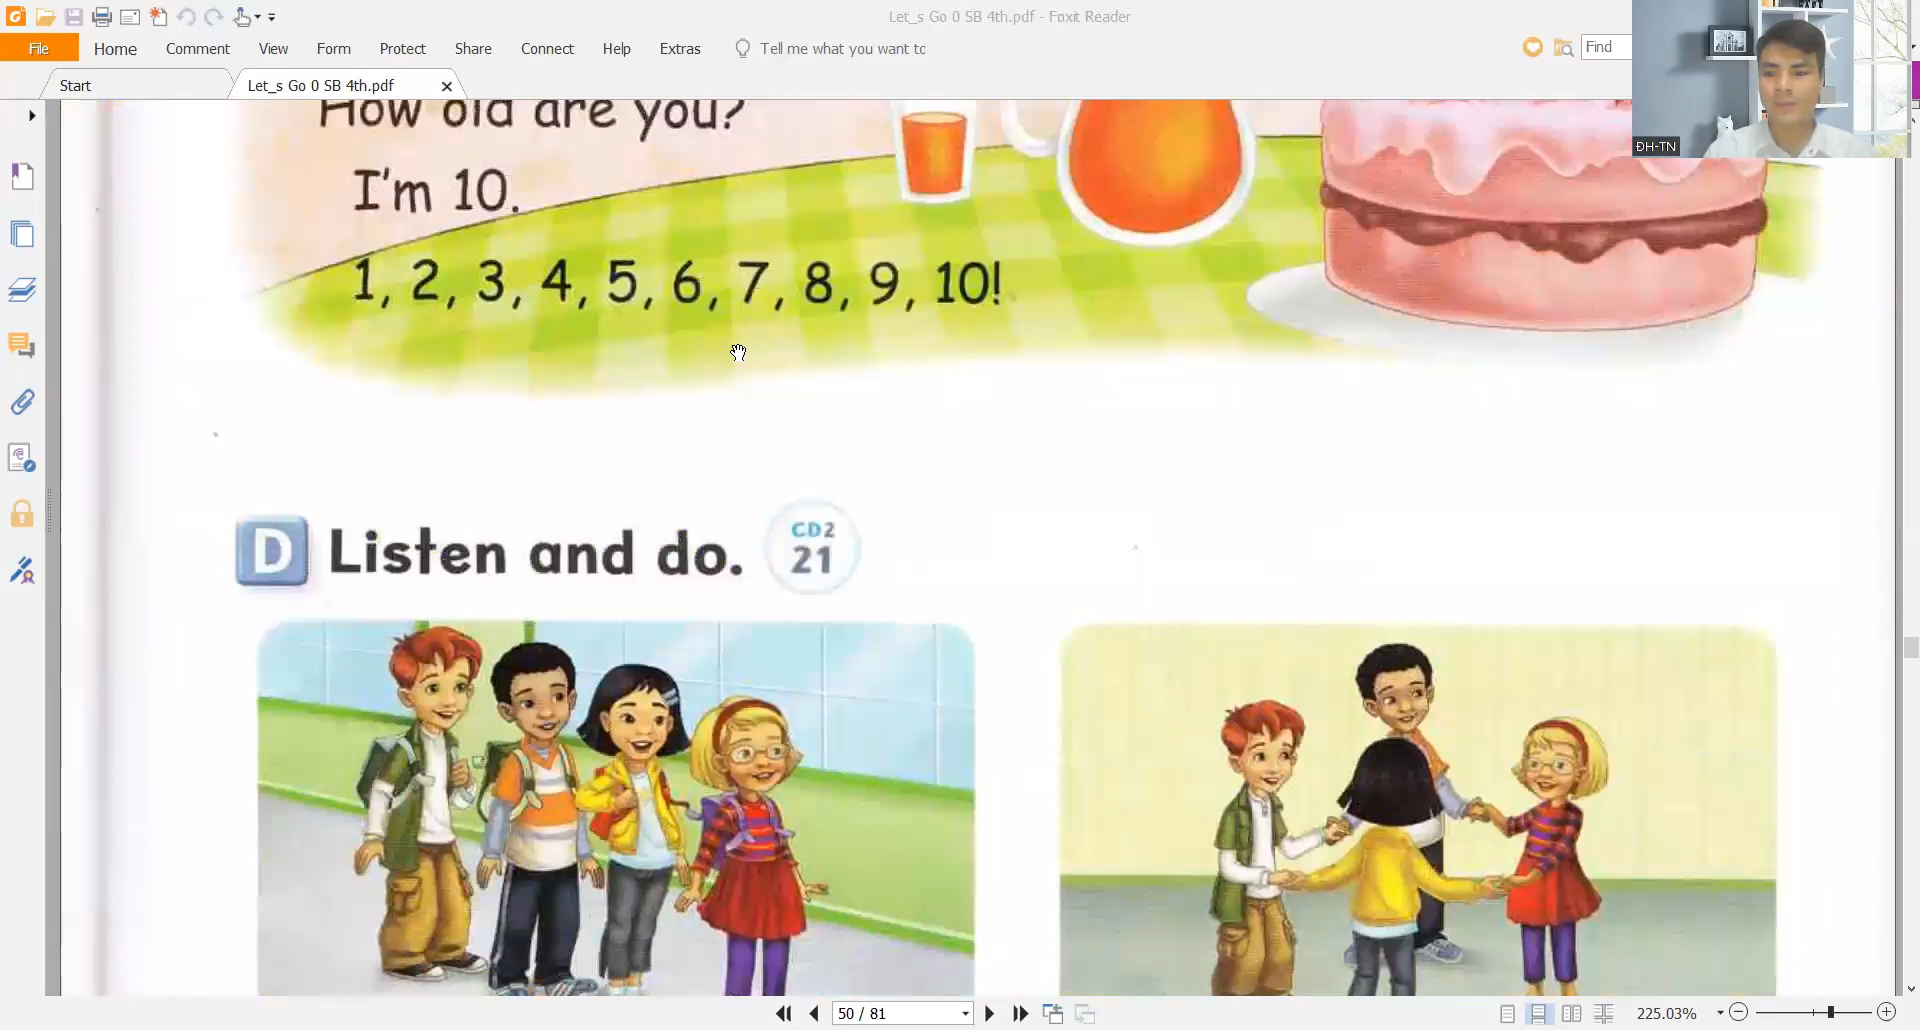 Let_s Go 0 SB 4th.pdf - Foxit Reader
File Home Comment View Form Protect Share Connect Help Extras Tell me what you want to Find
Start Let_s Go 0 SB 4th.pdf
ĐH-TN
How old are you?
I'm 10.
1, 2, 3, 4, 5, 6, 7, 8, 9, 10!
D Listen and do. CD2 21
50 / 81 225.03%